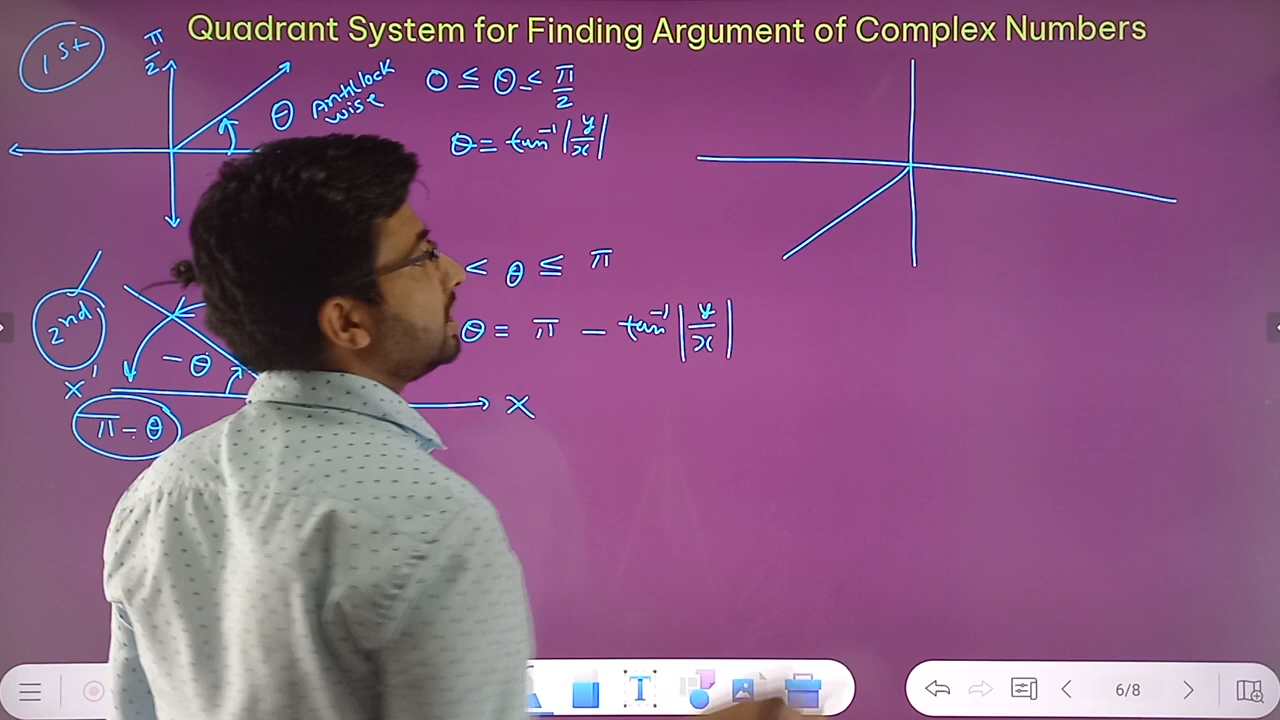 Quadrant System for Finding Argument of Complex Numbers
1st
π/2
θ Anticlock
wise
0 ≤ θ ≤ π/2
θ = tan⁻¹|y/x|
2nd
< θ ≤ π
θ = π - tan⁻¹|y/x|
-θ
X'
X
π - θ
T
6/8